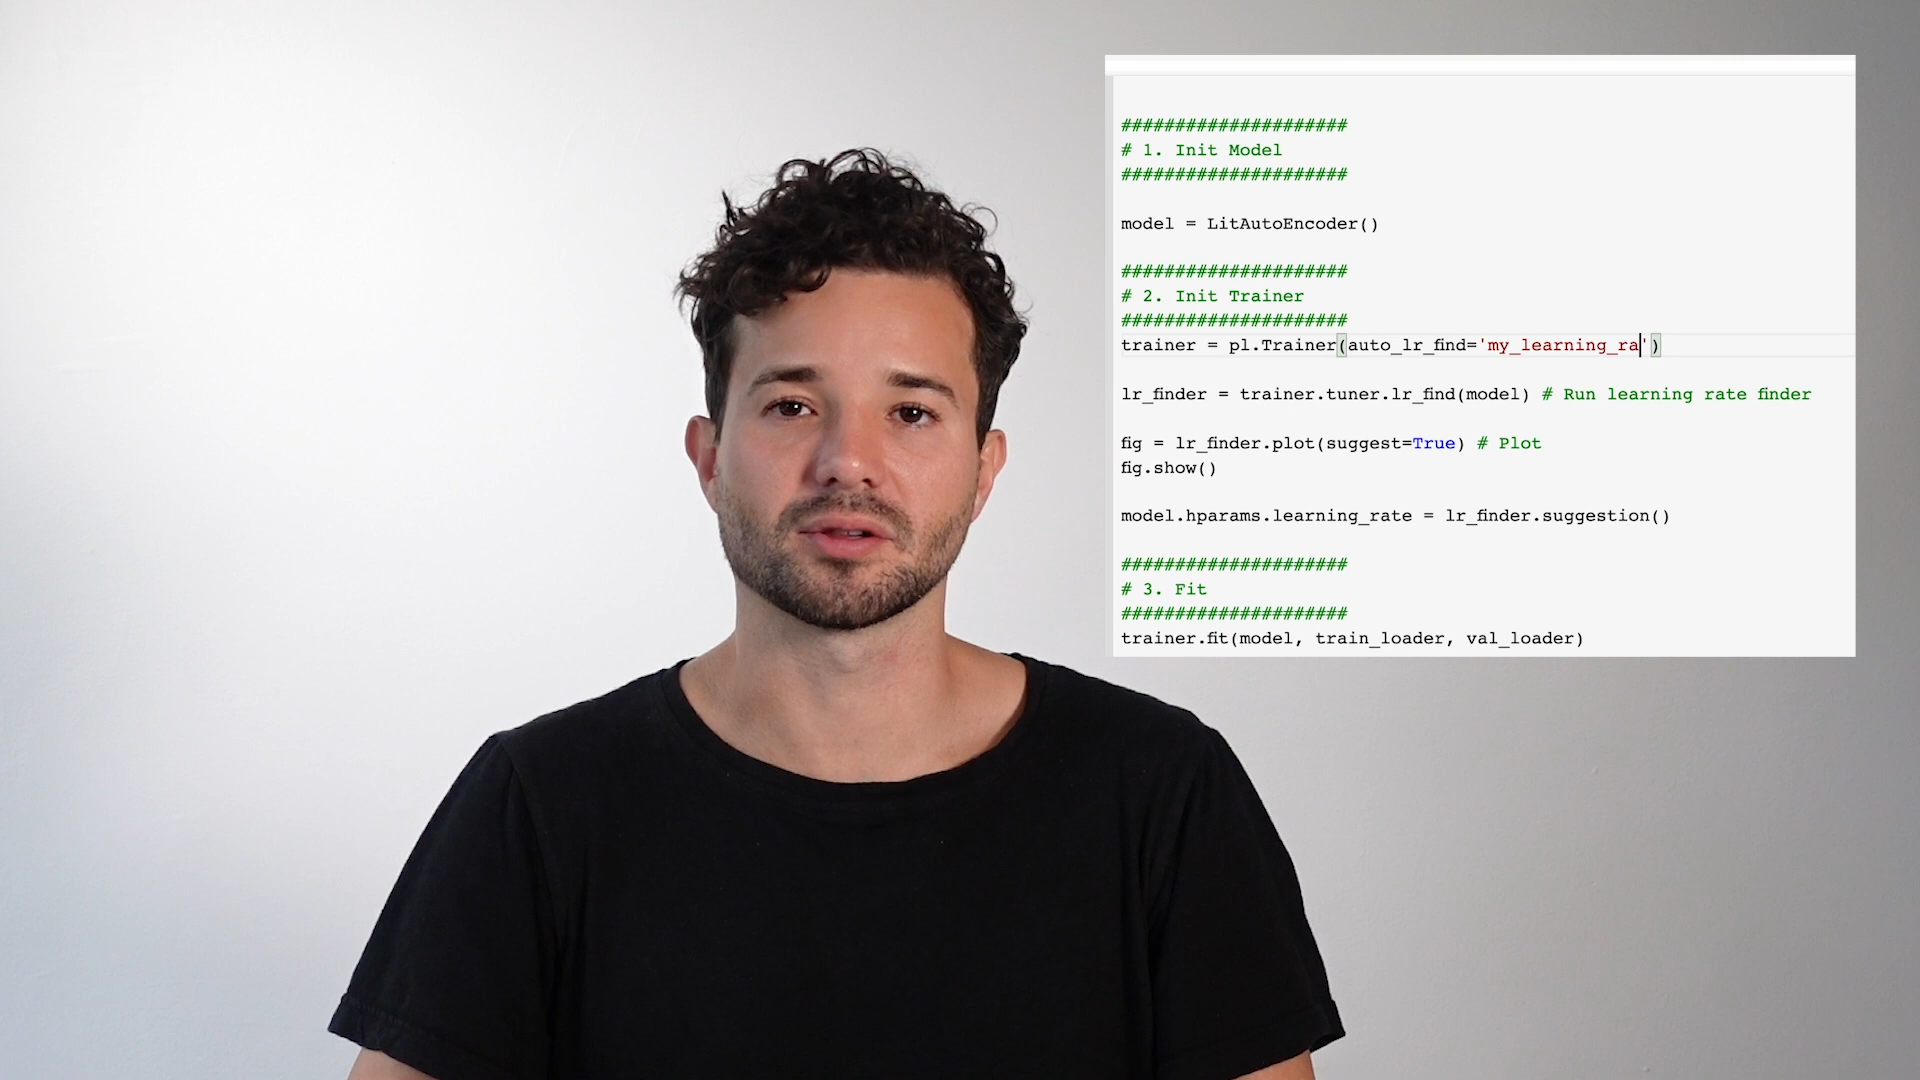 #####################
# 1. Init Model
#####################
model = LitAutoEncoder()
#####################
# 2. Init Trainer
#####################
trainer = pl.Trainer(auto_lr_find='my_learning_ra')
lr_finder = trainer.tuner.lr_find(model) # Run learning rate finder
fig = lr_finder.plot(suggest=True) # Plot
fig.show()
model.hparams.learning_rate = lr_finder.suggestion()
#####################
# 3. Fit
#####################
trainer.fit(model, train_loader, val_loader)